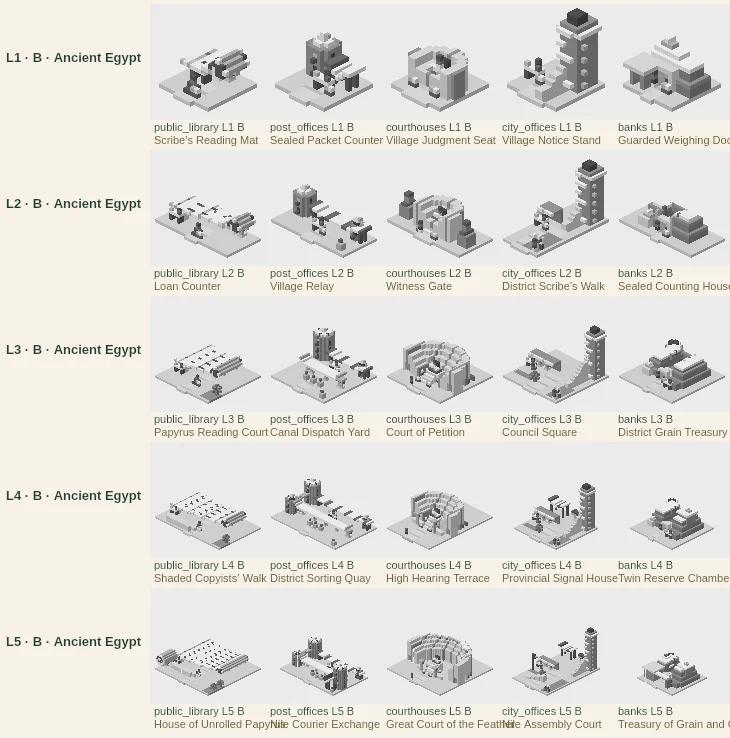 L1 · B · Ancient Egypt
public_library L1 B
Scribe's Reading Mat
post_offices L1 B
Sealed Packet Counter
courthouses L1 B
Village Judgment Seat
city_offices L1 B
Village Notice Stand
banks L1 B
Guarded Weighing Doo
L2 · B · Ancient Egypt
public_library L2 B
Loan Counter
post_offices L2 B
Village Relay
courthouses L2 B
Witness Gate
city_offices L2 B
District Scribe's Walk
banks L2 B
Sealed Counting House
L3 · B · Ancient Egypt
public_library L3 B
Papyrus Reading Court
post_offices L3 B
Canal Dispatch Yard
courthouses L3 B
Court of Petition
city_offices L3 B
Council Square
banks L3 B
District Grain Treasury
L4 · B · Ancient Egypt
public_library L4 B
Shaded Copyists' Walk
post_offices L4 B
District Sorting Quay
courthouses L4 B
High Hearing Terrace
city_offices L4 B
Provincial Signal House
banks L4 B
Twin Reserve Chambe
L5 · B · Ancient Egypt
public_library L5 B
House of Unrolled Papyrus
post_offices L5 B
Nile Courier Exchange
courthouses L5 B
Great Court of the Feather
city_offices L5 B
Nile Assembly Court
banks L5 B
Treasury of Grain and